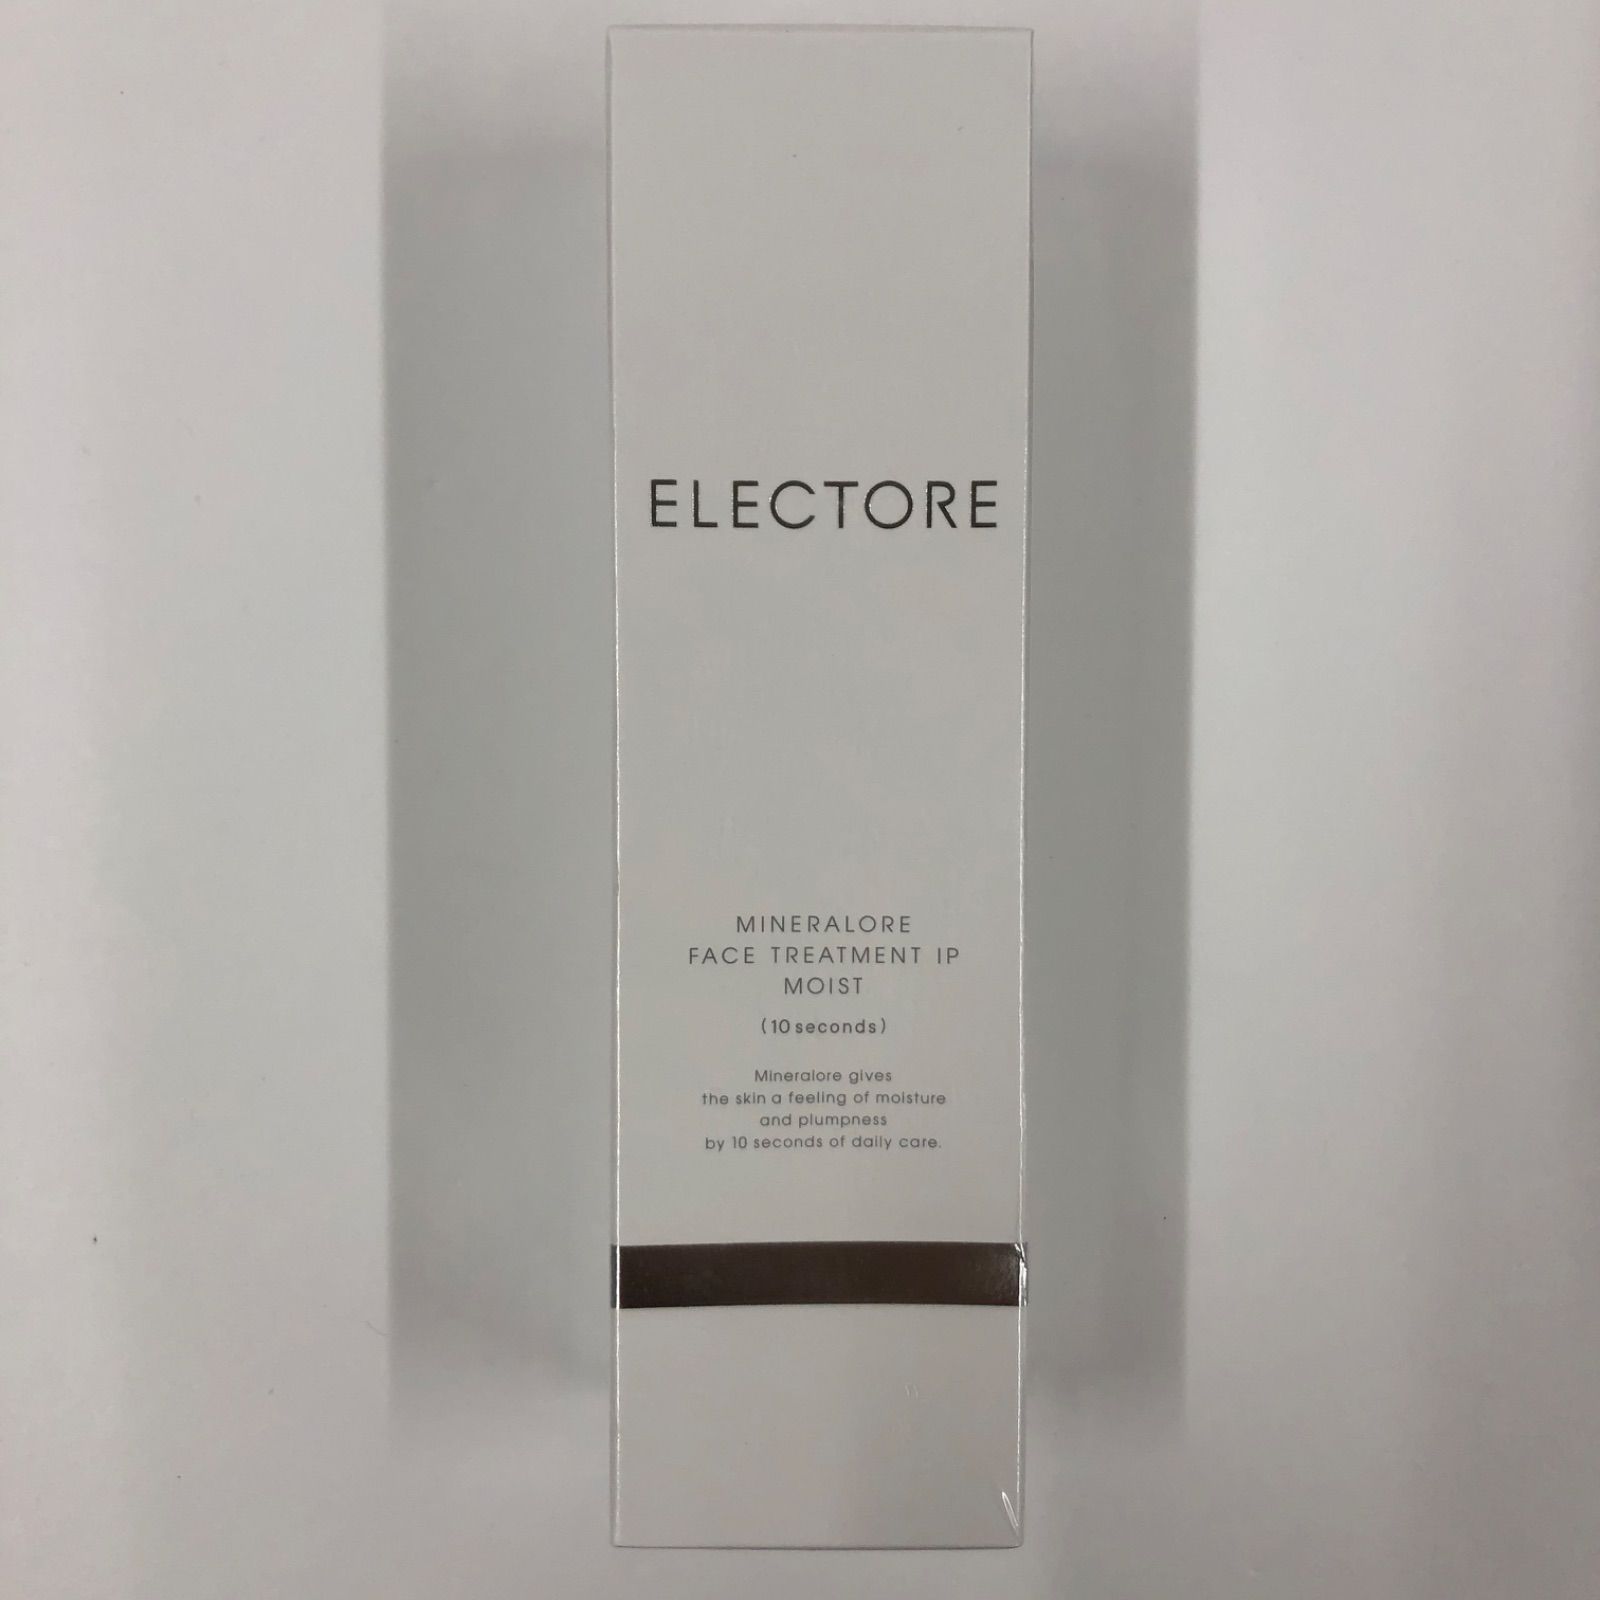 ELECTORE
MINERALORE
FACE TREATMENT IP
MOIST
(10 seconds)
Mineralore gives
the skin a feeling of moisture
and plumpness
by 10 seconds of daily care.